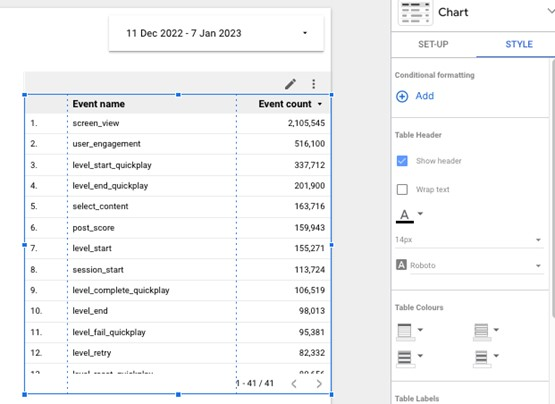 Chart
11 Dec 2022 - 7 Jan 2023
SET-UP STYLE
Conditional formatting
Add
Event name Event count
1. screen_view 2,105,545
2. user_engagement 516,100
3. level_start_quickplay 337,712
4. level_end_quickplay 201,900
5. select_content 163,716
6. post_score 159,943
7. level_start 155,271
8. session_start 113,724
9. level_complete_quickplay 106,519
10. level_end 98,013
11. level_fail_quickplay 95,381
12. level_retry 82,332
1 - 41 / 41
Table Header
Show header
Wrap text
A
14px
A Roboto
Table Colours
Table Labels